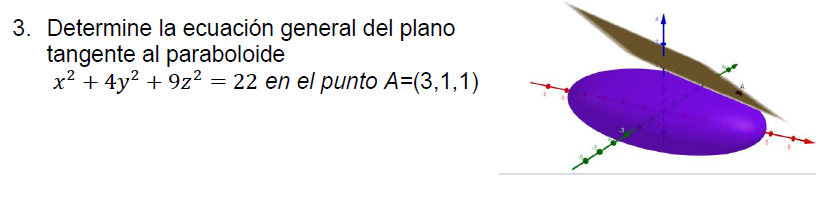 3. Determine la ecuación general del plano
tangente al paraboloide
x² + 4y² + 9z² = 22 en el punto A=(3,1,1)
A